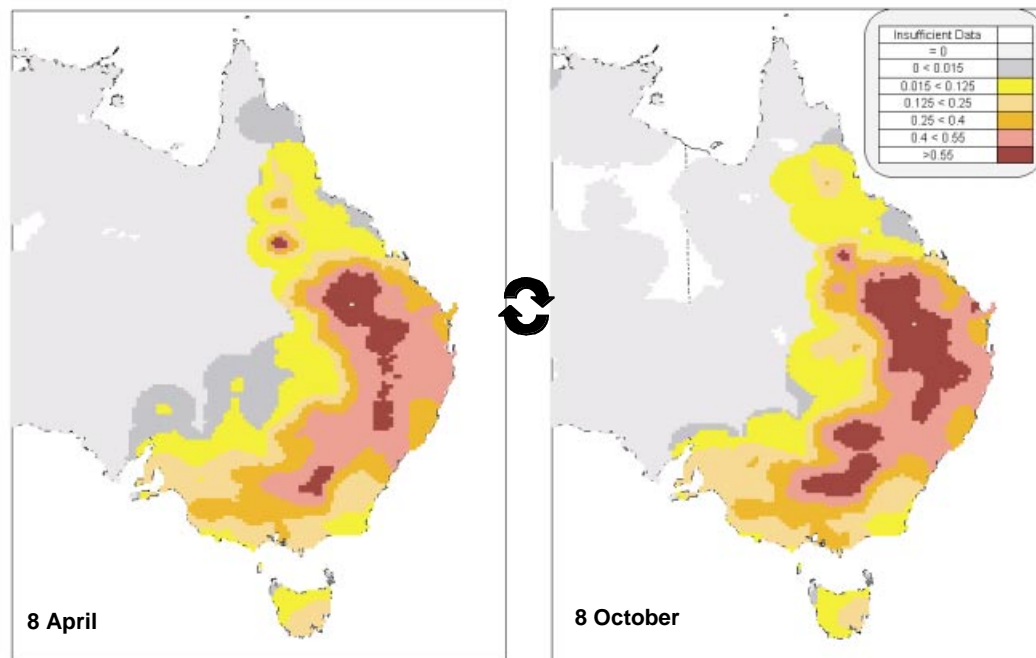 Insufficient Data
= 0
0 < 0.015
0.015 < 0.125
0.125 < 0.25
0.25 < 0.4
0.4 < 0.55
>0.55
8 April
8 October